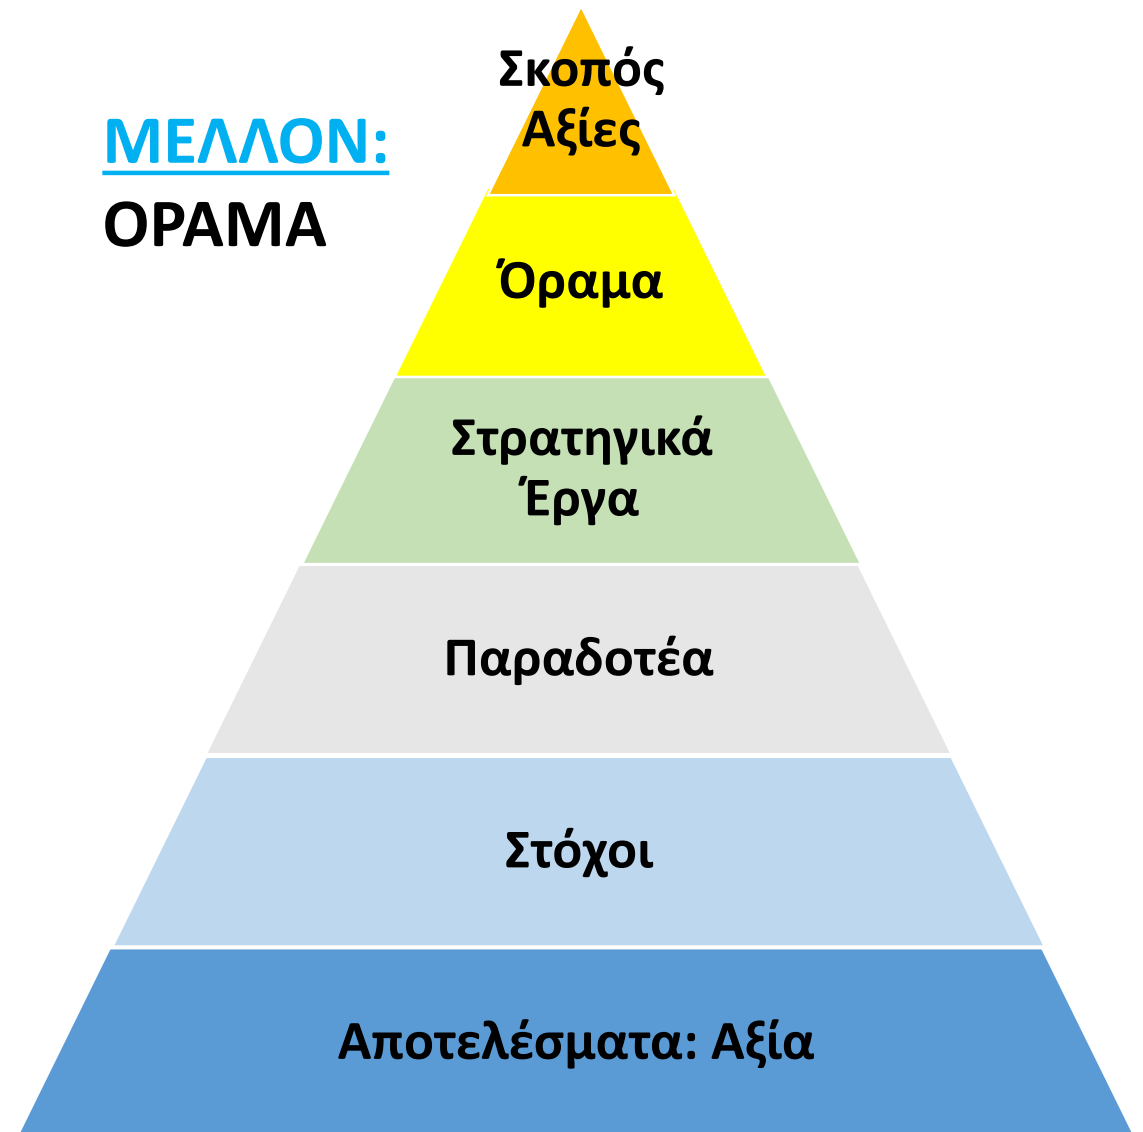 Σκοπός
Αξίες
ΜΕΛΛΟΝ:
ΟΡΑΜΑ
Όραμα
Στρατηγικά
Έργα
Παραδοτέα
Στόχοι
Αποτελέσματα: Αξία